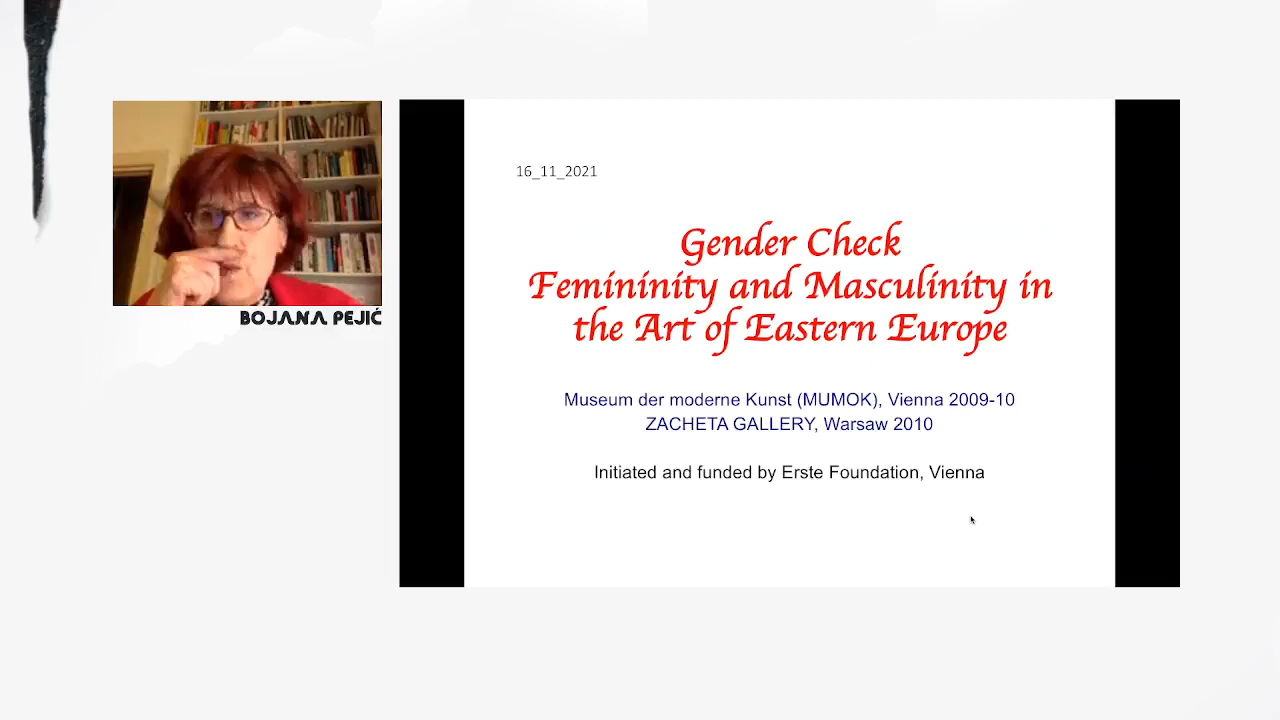 BOJANA PEJIĆ
16_11_2021
Gender Check
Femininity and Masculinity in
the Art of Eastern Europe
Museum der moderne Kunst (MUMOK), Vienna 2009-10
ZACHETA GALLERY, Warsaw 2010
Initiated and funded by Erste Foundation, Vienna